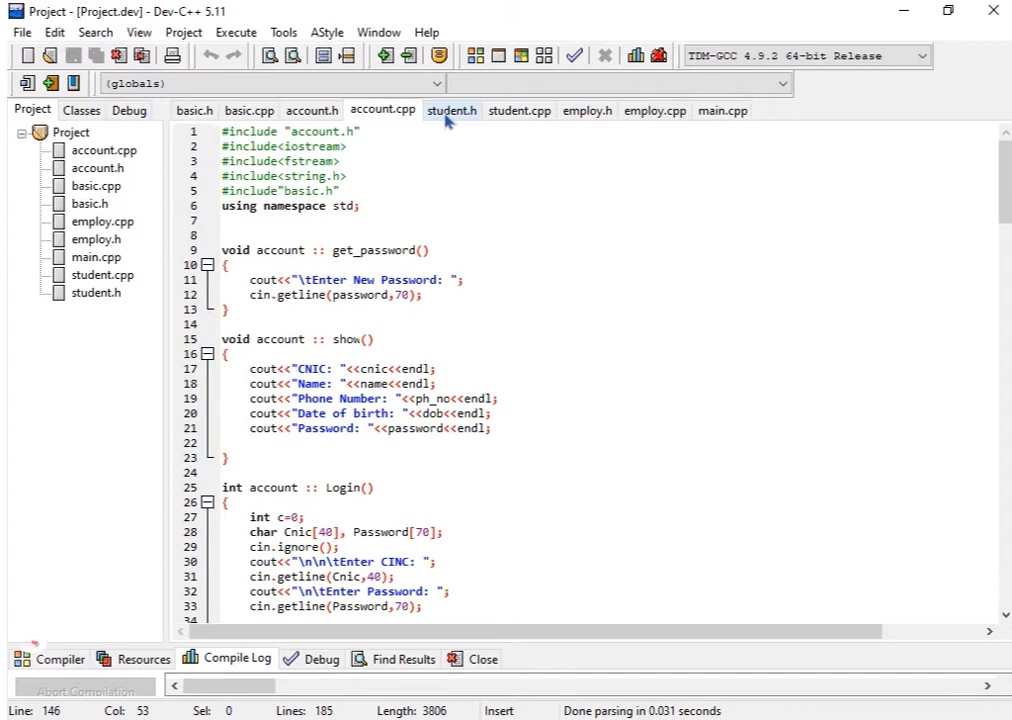 Project - [Project.dev] - Dev-C++ 5.11
File Edit Search View Project Execute Tools AStyle Window Help
TDM-GCC 4.9.2 64-bit Release
(globals)
Project Classes Debug
basic.h basic.cpp account.h account.cpp student.h student.cpp employ.h employ.cpp main.cpp
Project
account.cpp
account.h
basic.cpp
basic.h
employ.cpp
employ.h
main.cpp
student.cpp
student.h
1 #include "account.h"
2 #include<iostream>
3 #include<fstream>
4 #include<string.h>
5 #include"basic.h"
6 using namespace std;
7
8
9 void account :: get_password()
10 {
11 cout<<"\tEnter New Password: ";
12 cin.getline(password,70);
13 }
14
15 void account :: show()
16 {
17 cout<<"CNIC: "<<cnic<<endl;
18 cout<<"Name: "<<name<<endl;
19 cout<<"Phone Number: "<<ph_no<<endl;
20 cout<<"Date of birth: "<<dob<<endl;
21 cout<<"Password: "<<password<<endl;
22
23 }
24
25 int account :: Login()
26 {
27 int c=0;
28 char Cnic[40], Password[70];
29 cin.ignore();
30 cout<<"\n\n\tEnter CINC: ";
31 cin.getline(Cnic,40);
32 cout<<"\n\tEnter Password: ";
33 cin.getline(Password,70);
34
Compiler Resources Compile Log Debug Find Results Close
Abort Compilation
Line: 146 Col: 53 Sel: 0 Lines: 185 Length: 3806 Insert Done parsing in 0.031 seconds